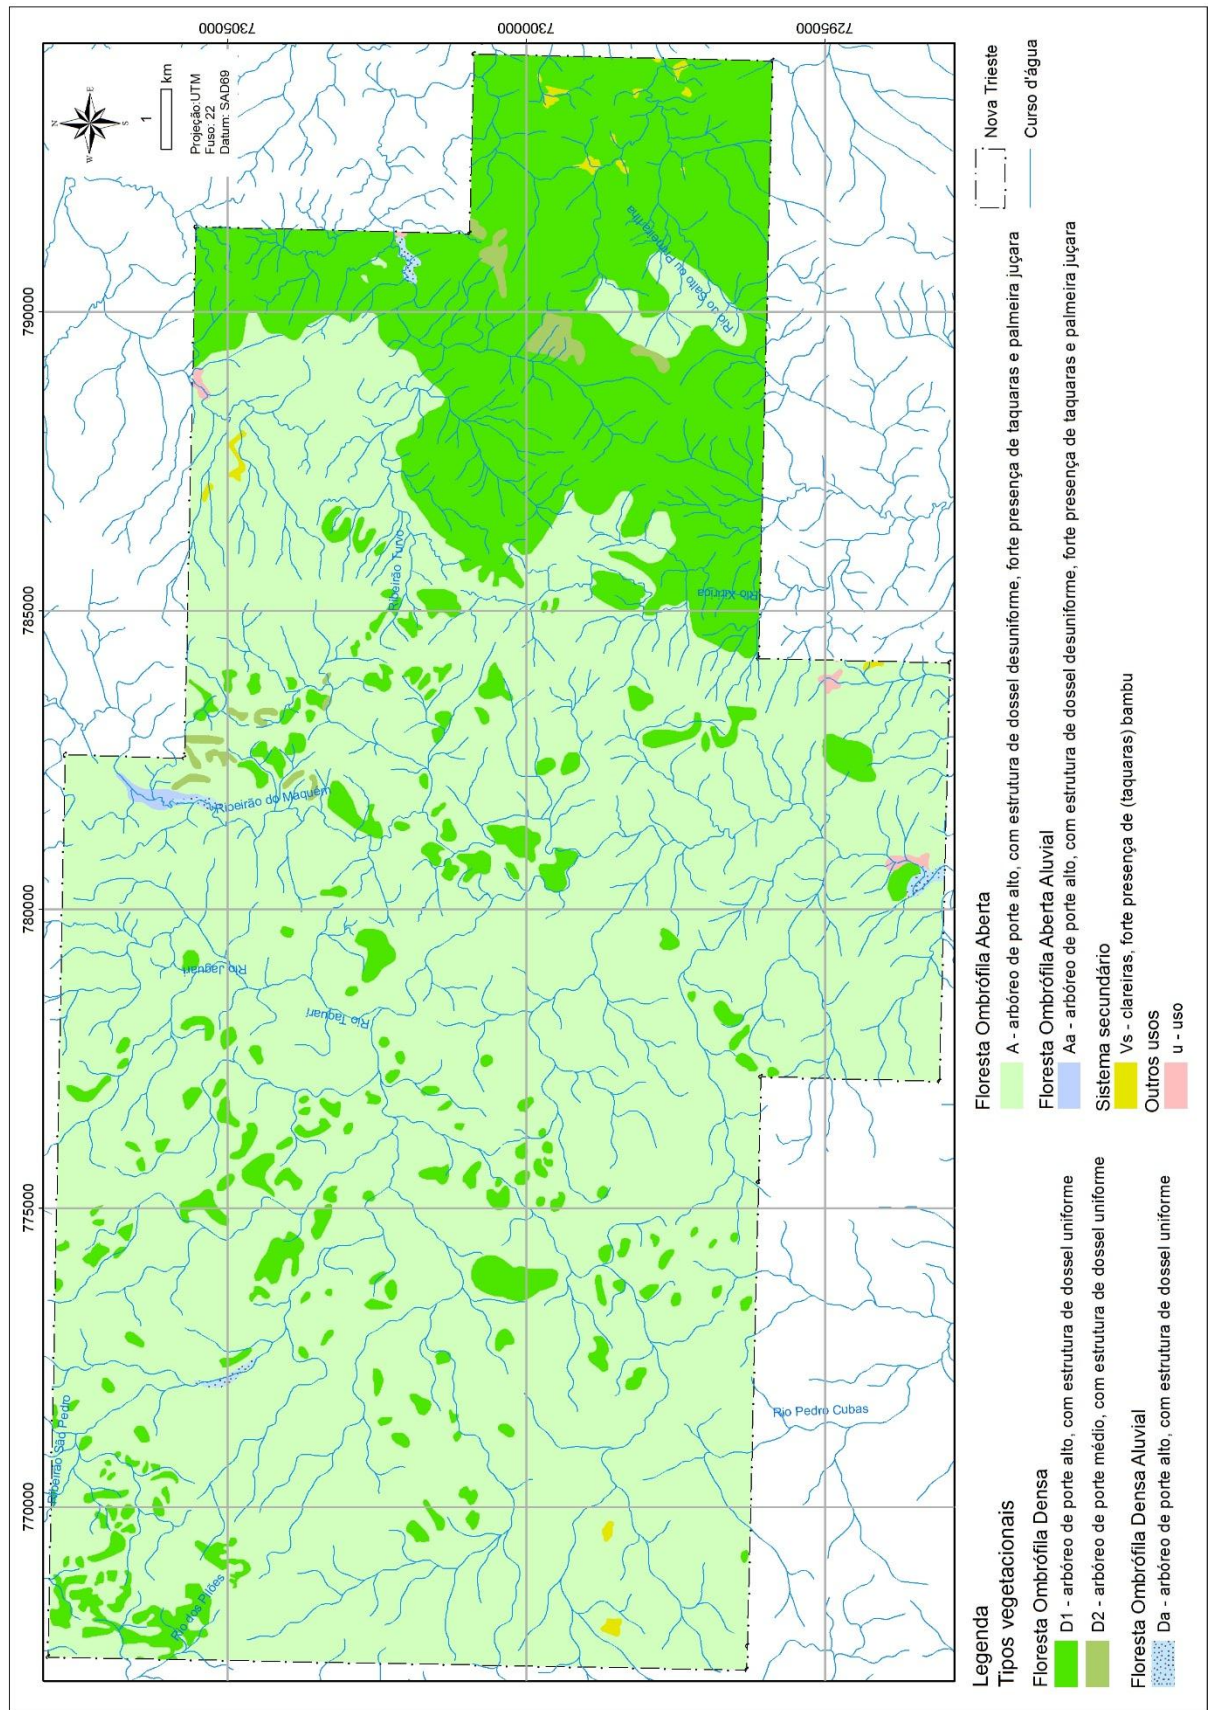 770000
775000
780000
785000
790000
7305000
7300000
7295000
N
W
E
S
1
km
Projeção:UTM
Fuso: 22
Datum: SAD69
Ribeirão São Pedro
Rio dos Pilões
Rio Jaguari
Rio Taquari
Ribeirão do Maquém
Ribeirão Turvo
Rio Xiririca
Rio do Salto ou Primeira Ilha
Rio Pedro Cubas
Legenda
Tipos vegetacionais
Floresta Ombrófila Densa
D1 - arbóreo de porte alto, com estrutura de dossel uniforme
D2 - arbóreo de porte médio, com estrutura de dossel uniforme
Floresta Ombrófila Densa Aluvial
Da - arbóreo de porte alto, com estrutura de dossel uniforme
Floresta Ombrófila Aberta
A - arbóreo de porte alto, com estrutura de dossel desuniforme, forte presença de taquaras e palmeira juçara
Floresta Ombrófila Aberta Aluvial
Aa - arbóreo de porte alto, com estrutura de dossel desuniforme, forte presença de taquaras e palmeira juçara
Sistema secundário
Vs - clareiras, forte presença de (taquaras) bambu
Outros usos
u - uso
Nova Trieste
Curso d'água